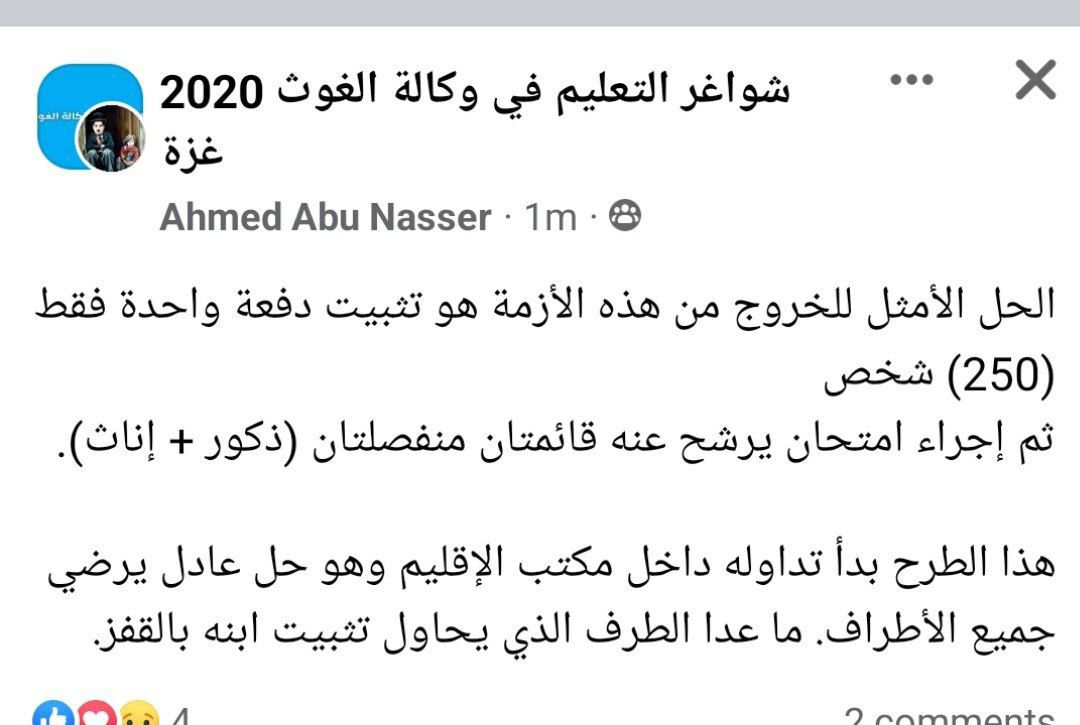 شواغر التعليم في وكالة الغوث 2020
غزة
Ahmed Abu Nasser · 1m ·
الحل الأمثل للخروج من هذه الأزمة هو تثبيت دفعة واحدة فقط
(250) شخص
ثم إجراء امتحان يرشح عنه قائمتان منفصلتان (ذكور + إناث).
هذا الطرح بدأ تداوله داخل مكتب الإقليم وهو حل عادل يرضي
جميع الأطراف. ما عدا الطرف الذي يحاول تثبيت ابنه بالقفز.
4
2 comments